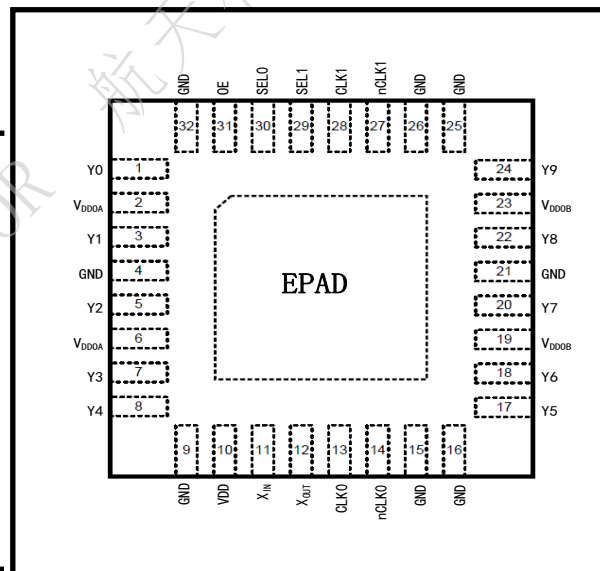 航天
OR
GND OE SEL0 SEL1 CLK1 nCLK1 GND GND
32 31 30 29 28 27 26 25
Y0 1 24 Y9
VDDOA 2 23 VDDOB
Y1 3 22 Y8
GND 4 21 GND
EPAD
Y2 5 20 Y7
VDDOA 6 19 VDDOB
Y3 7 18 Y6
Y4 8 17 Y5
9 10 11 12 13 14 15 16
GND VDD XIN XOUT CLK0 nCLK0 GND GND